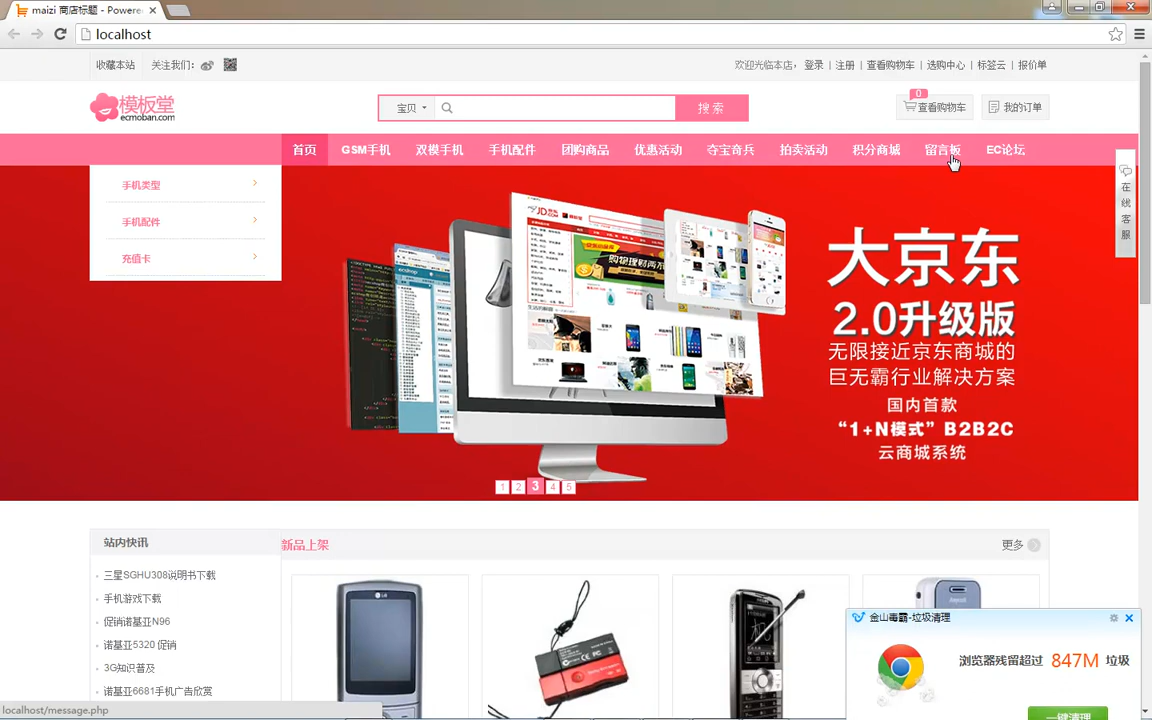 maizi 商店标题 - Powere
localhost
收藏本站 关注我们:
欢迎光临本店, 登录 | 注册 | 查看购物车 | 选购中心 | 标签云 | 报价单
模板堂
ecmoban.com
宝贝
搜索
0
查看购物车
我的订单
首页 GSM手机 双模手机 手机配件 团购商品 优惠活动 夺宝奇兵 拍卖活动 积分商城 留言板 EC论坛
手机类型
手机配件
充值卡
在线客服
大京东
2.0升级版
无限接近京东商城的
巨无霸行业解决方案
国内首款
“1+N模式” B2B2C
云商城系统
1 2 3 4 5
站内快讯
新品上架
更多
三星SGHU308说明书下载
手机游戏下载
促销诺基亚N96
诺基亚5320 促销
3G知识普及
诺基亚6681手机广告欣赏
金山毒霸-垃圾清理
浏览器残留超过 847M 垃圾
一键清理
localhost/message.php